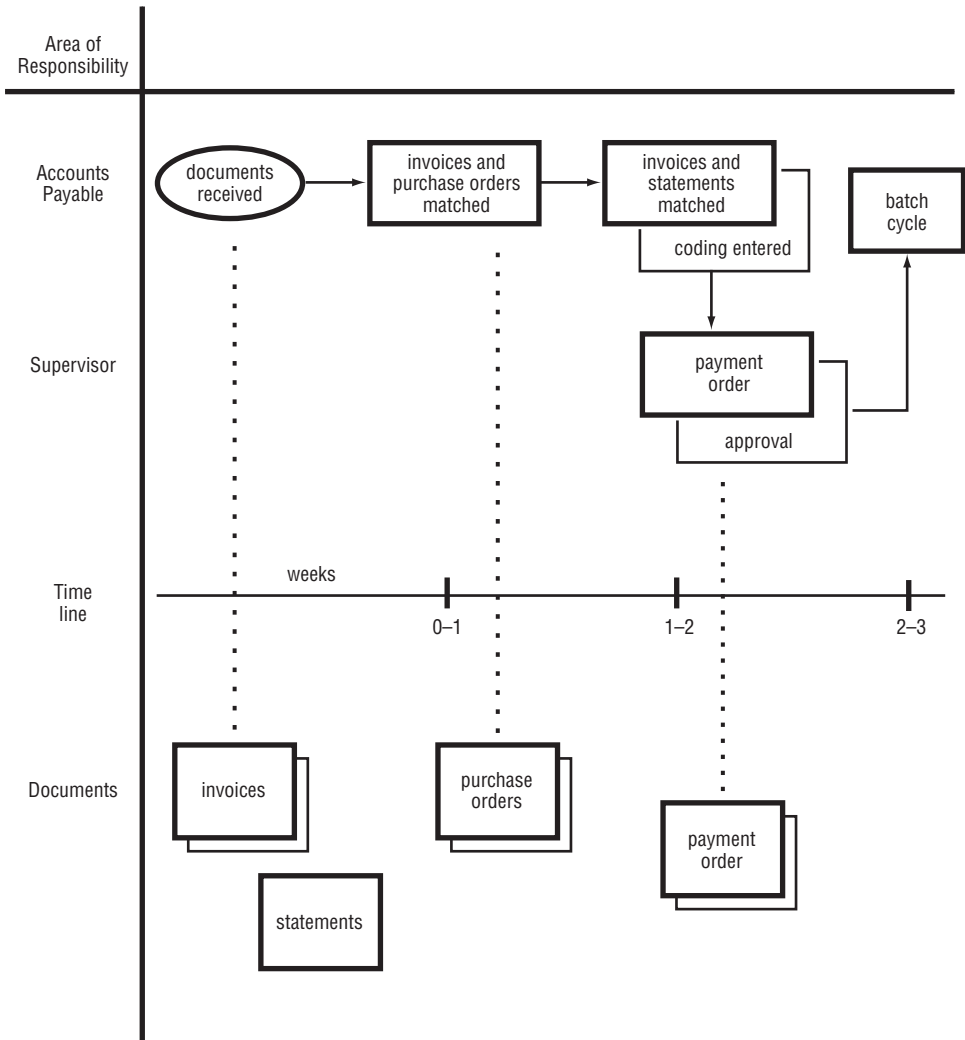 Area of
Responsibility
Accounts
Payable
documents
received
invoices and
purchase orders
matched
invoices and
statements
matched
coding entered
batch
cycle
Supervisor
payment
order
approval
Time
line
weeks
0–1
1–2
2–3
Documents
invoices
purchase
orders
payment
order
statements